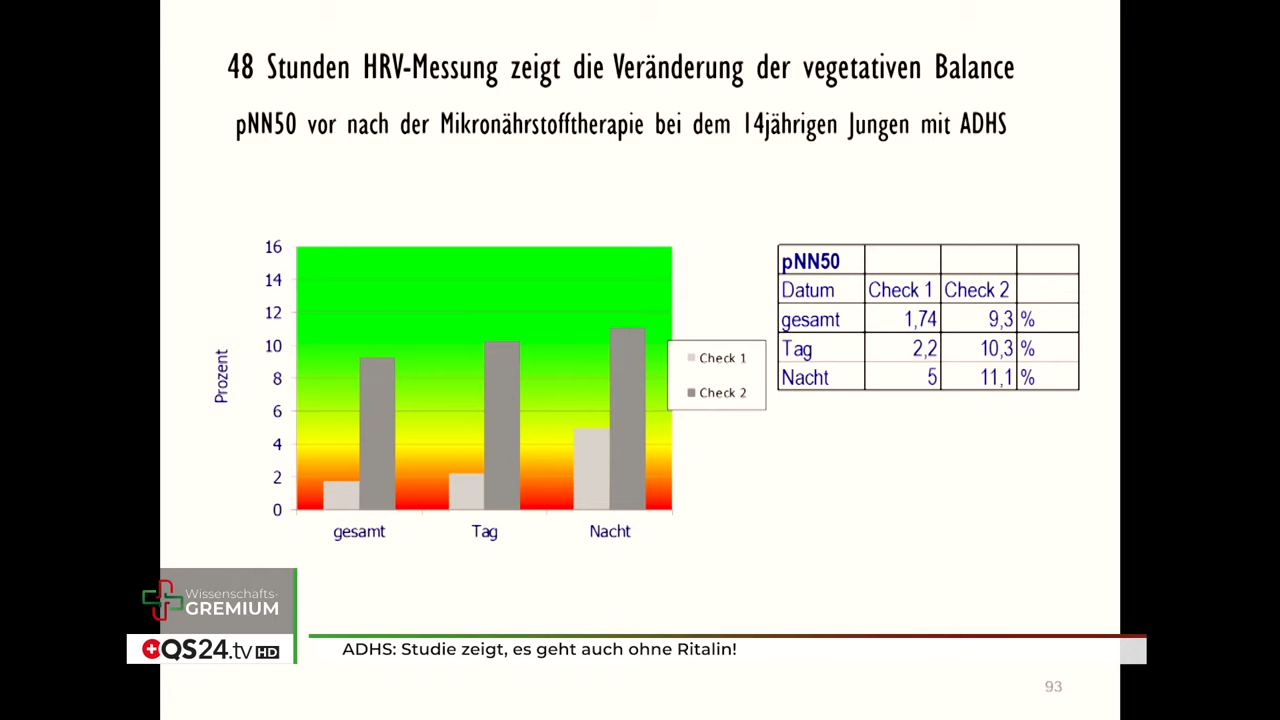 48 Stunden HRV-Messung zeigt die Veränderung der vegetativen Balance
pNN50 vor nach der Mikronährstofftherapie bei dem 14jährigen Jungen mit ADHS
16
14
12
10
8
6
4
2
0
Prozent
gesamt Tag Nacht
Check 1
Check 2
pNN50
Datum Check 1 Check 2
gesamt 1,74 9,3 %
Tag 2,2 10,3 %
Nacht 5 11,1 %
Wissenschafts-
GREMIUM
QS24.tv HD
ADHS: Studie zeigt, es geht auch ohne Ritalin!
93